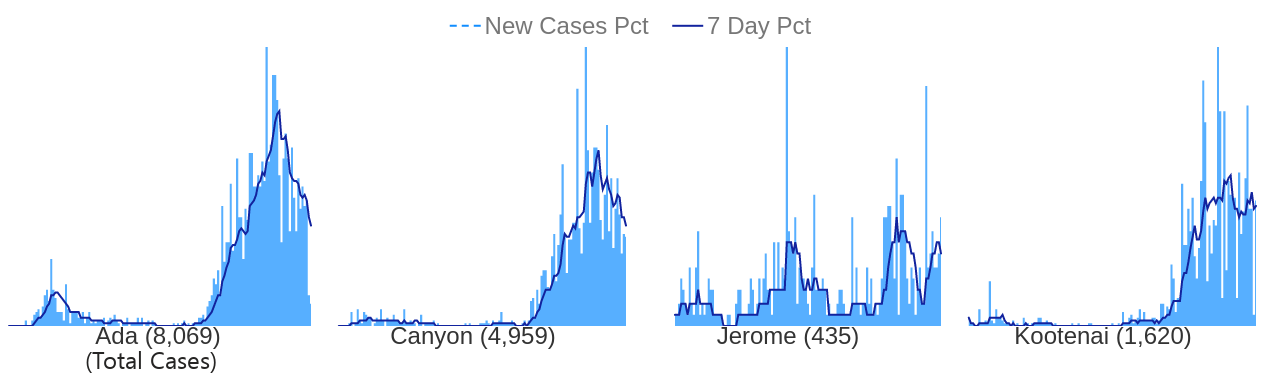 New Cases Pct 7 Day Pct
Ada (8,069) Canyon (4,959) Jerome (435) Kootenai (1,620)
(Total Cases)